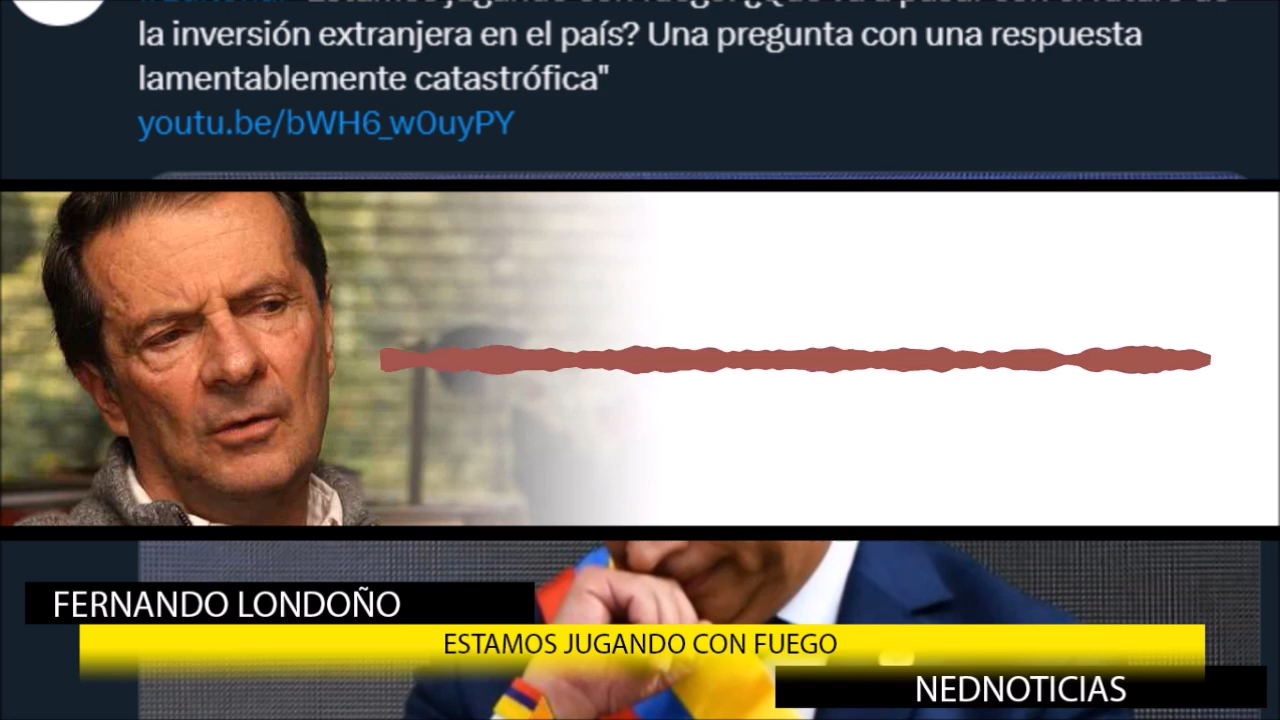 la inversión extranjera en el país? Una pregunta con una respuesta
lamentablemente catastrófica"
youtu.be/bWH6_w0uyPY
FERNANDO LONDOÑO
ESTAMOS JUGANDO CON FUEGO
NEDNOTICIAS